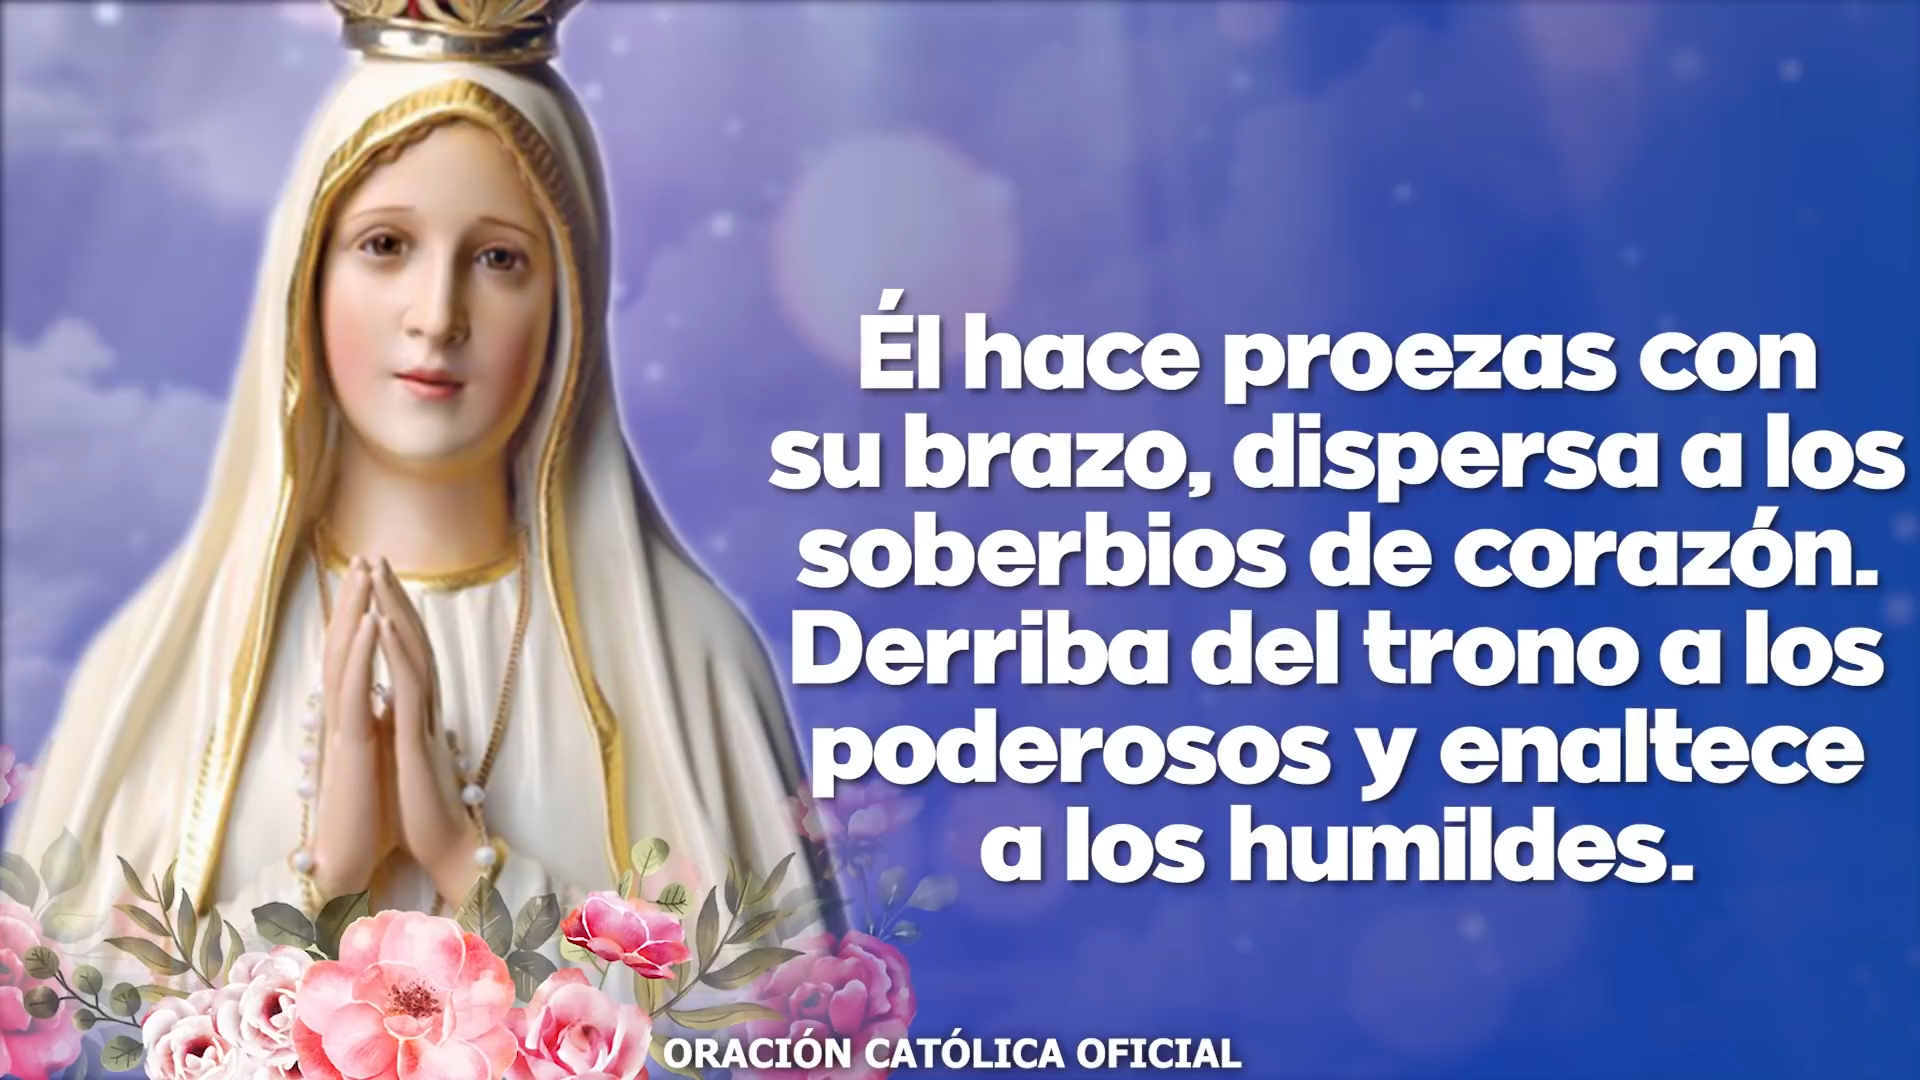 Él hace proezas con
su brazo, dispersa a los
soberbios de corazón.
Derriba del trono a los
poderosos y enaltece
a los humildes.
ORACIÓN CATÓLICA OFICIAL